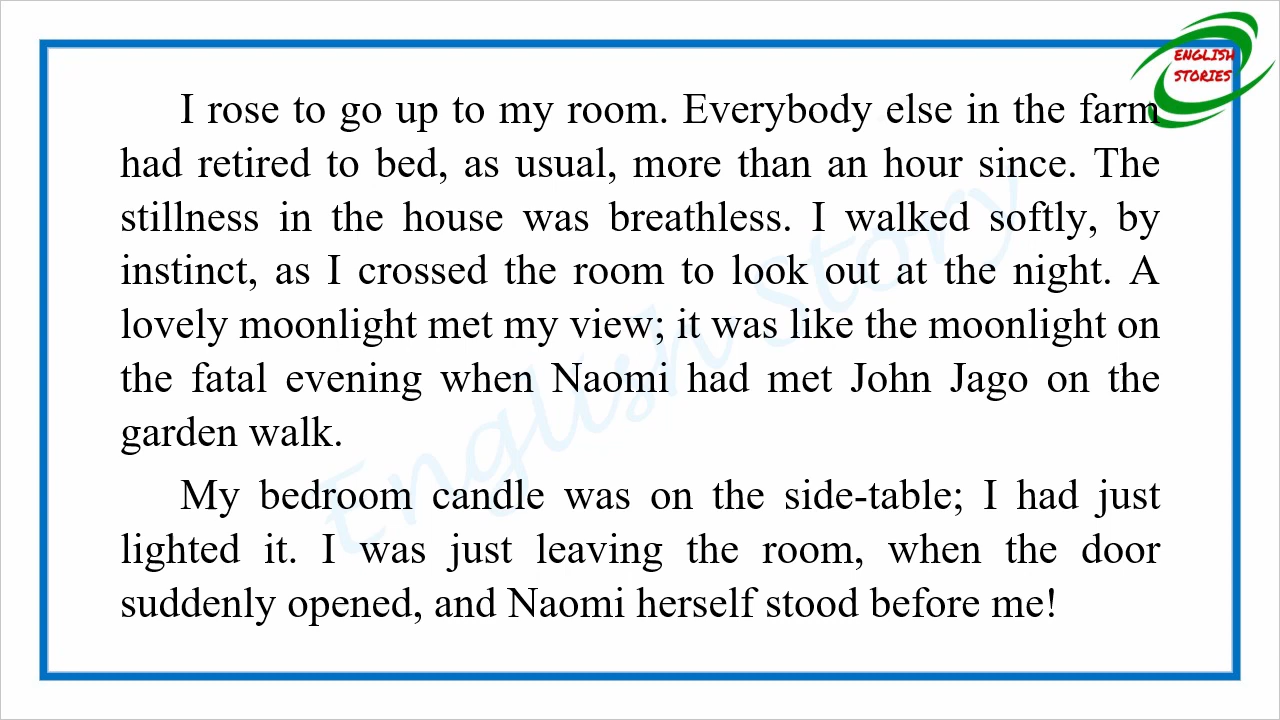 ENGLISH
STORIES
I rose to go up to my room. Everybody else in the farm
had retired to bed, as usual, more than an hour since. The
stillness in the house was breathless. I walked softly, by
instinct, as I crossed the room to look out at the night. A
lovely moonlight met my view; it was like the moonlight on
the fatal evening when Naomi had met John Jago on the
garden walk.
My bedroom candle was on the side-table; I had just
lighted it. I was just leaving the room, when the door
suddenly opened, and Naomi herself stood before me!
English Story